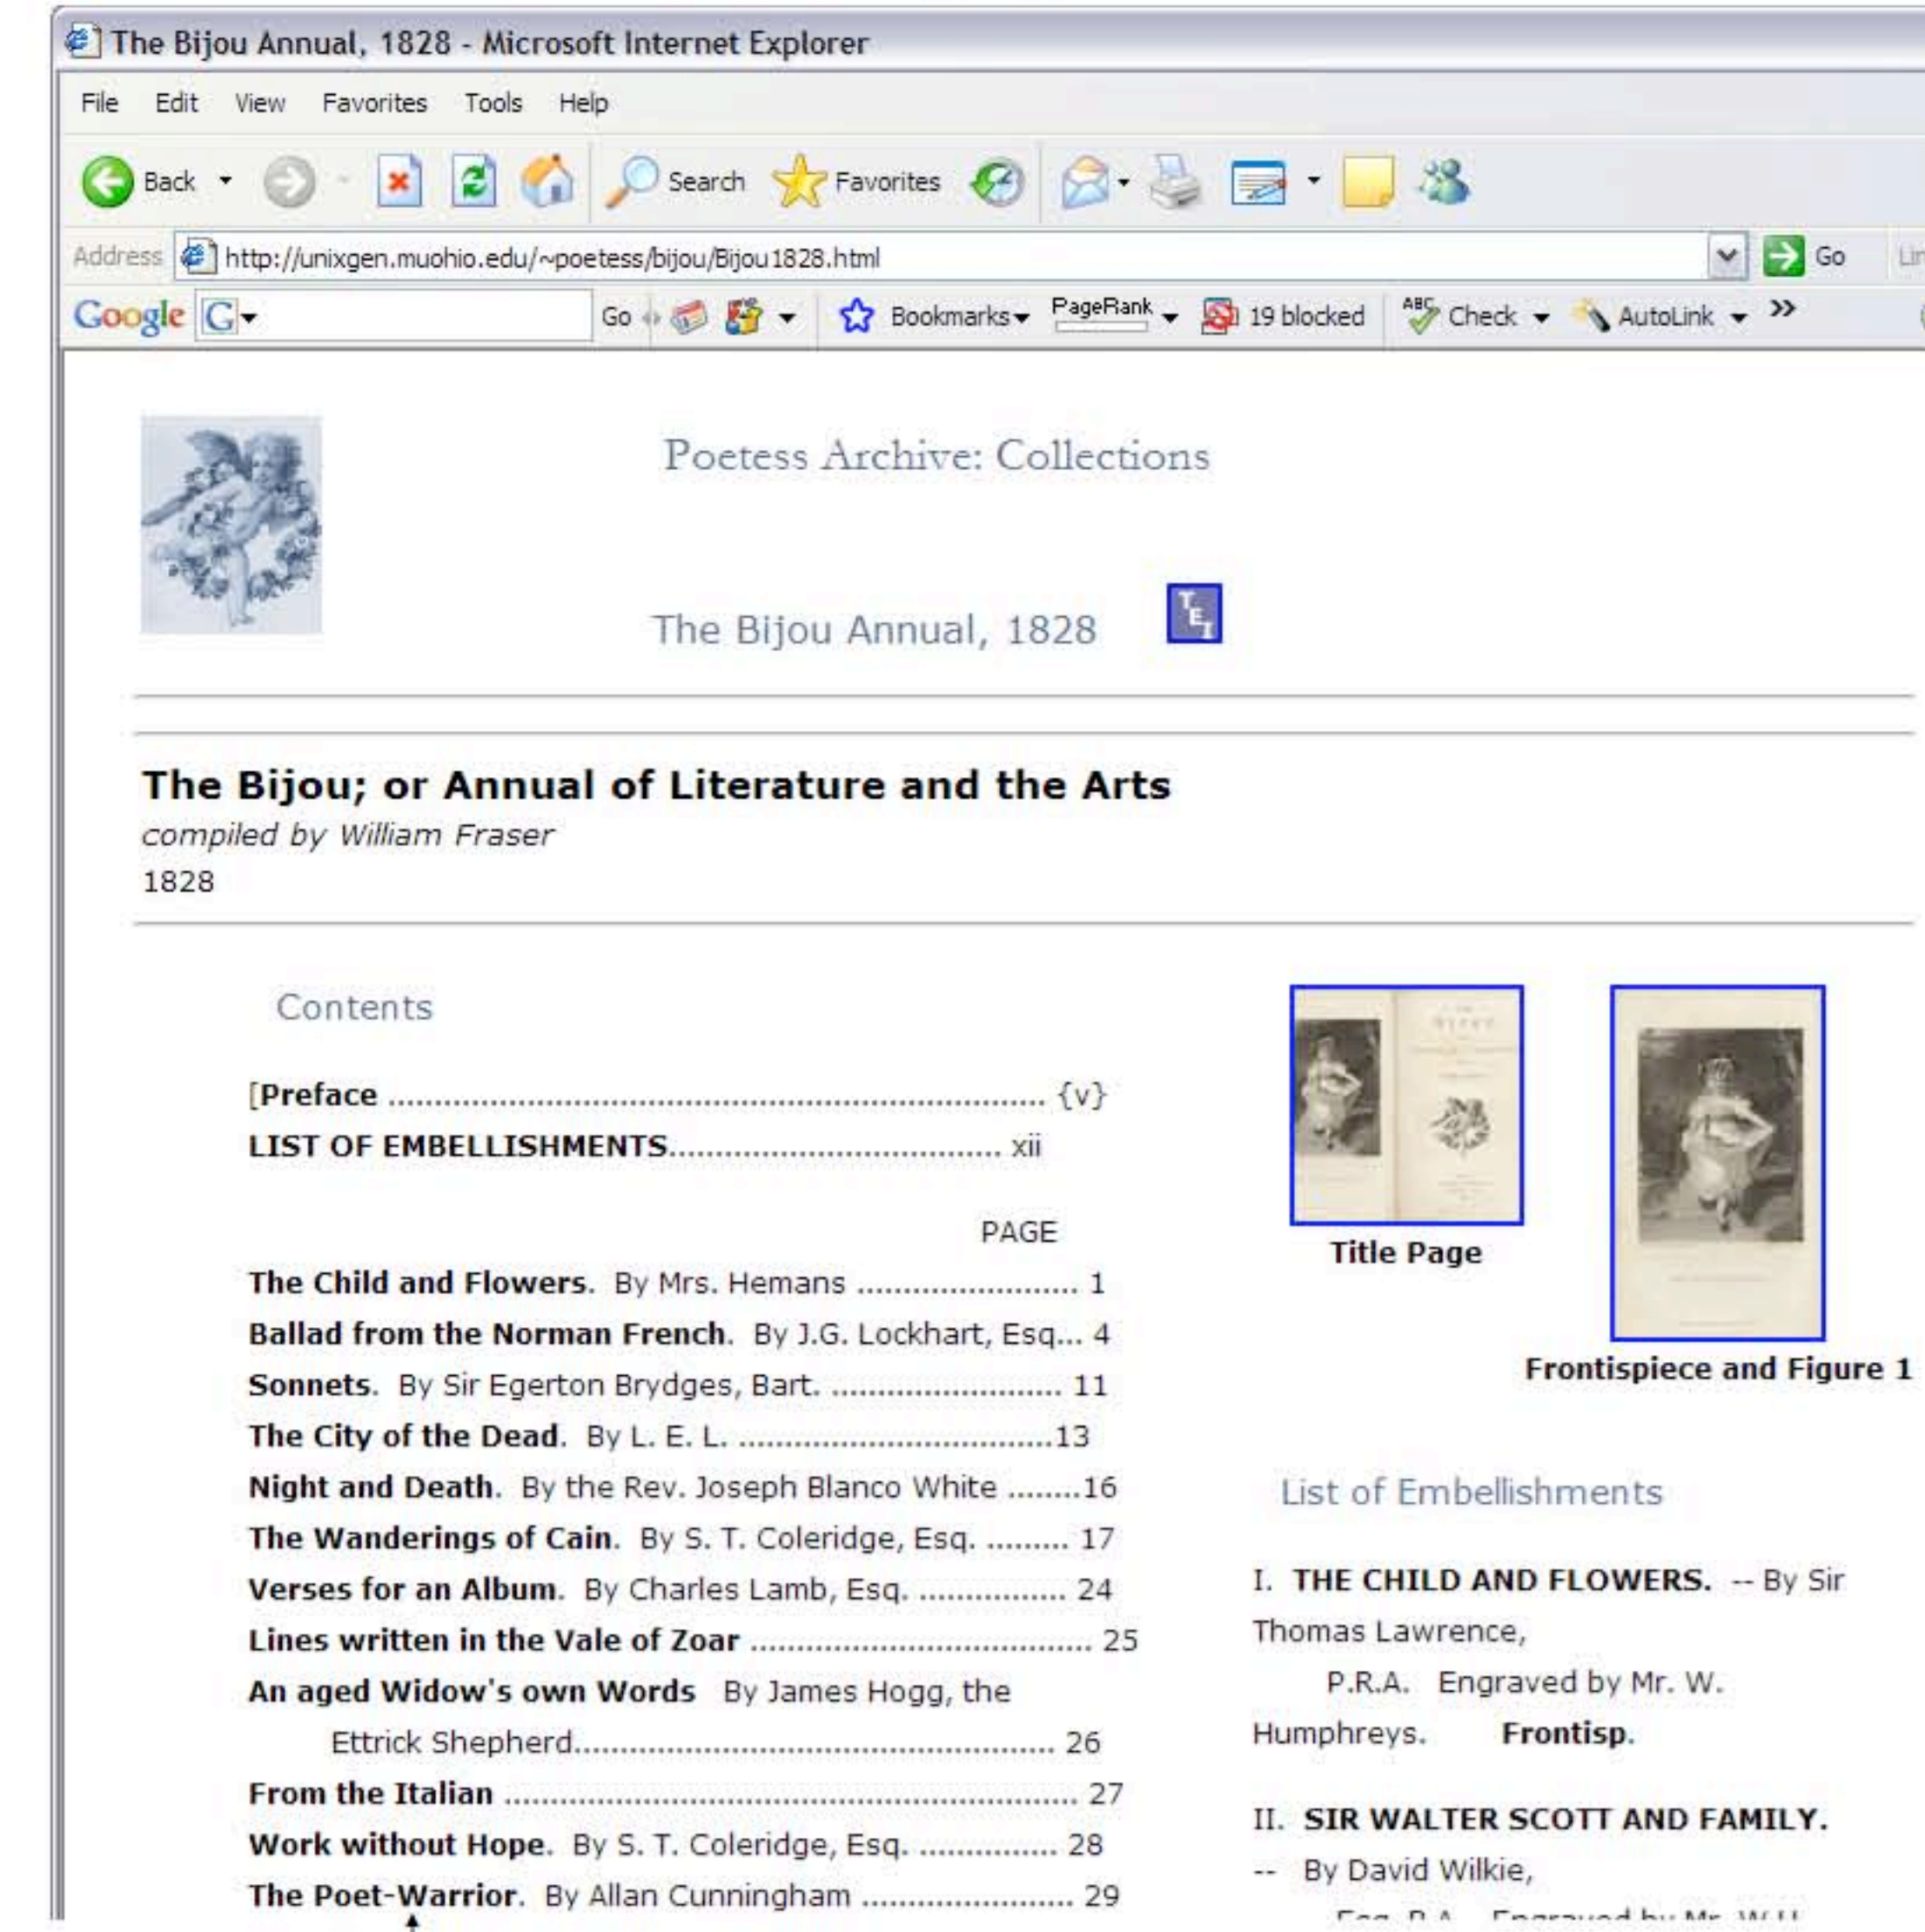 The Bijou Annual, 1828 - Microsoft Internet Explorer
File Edit View Favorites Tools Help
Back Search Favorites
Address http://unixgen.muohio.edu/~poetess/bijou/Bijou1828.html Go
Google G Go Bookmarks PageRank 19 blocked ABC Check AutoLink »
Poetess Archive: Collections
The Bijou Annual, 1828 TEI
The Bijou; or Annual of Literature and the Arts
compiled by William Fraser
1828
Contents
[Preface ....................................................................... {v}
LIST OF EMBELLISHMENTS.................................... xii
PAGE
The Child and Flowers. By Mrs. Hemans ........................ 1
Ballad from the Norman French. By J.G. Lockhart, Esq... 4
Sonnets. By Sir Egerton Brydges, Bart. ......................... 11
The City of the Dead. By L. E. L. ..................................13
Night and Death. By the Rev. Joseph Blanco White ........16
The Wanderings of Cain. By S. T. Coleridge, Esq. ......... 17
Verses for an Album. By Charles Lamb, Esq. ................ 24
Lines written in the Vale of Zoar ..................................... 25
An aged Widow's own Words By James Hogg, the
Ettrick Shepherd.................................................... 26
From the Italian .............................................................. 27
Work without Hope. By S. T. Coleridge, Esq. ............... 28
The Poet-Warrior. By Allan Cunningham ....................... 29
Title Page
Frontispiece and Figure 1
List of Embellishments
I. THE CHILD AND FLOWERS. -- By Sir
Thomas Lawrence,
P.R.A. Engraved by Mr. W.
Humphreys. Frontisp.
II. SIR WALTER SCOTT AND FAMILY.
-- By David Wilkie,